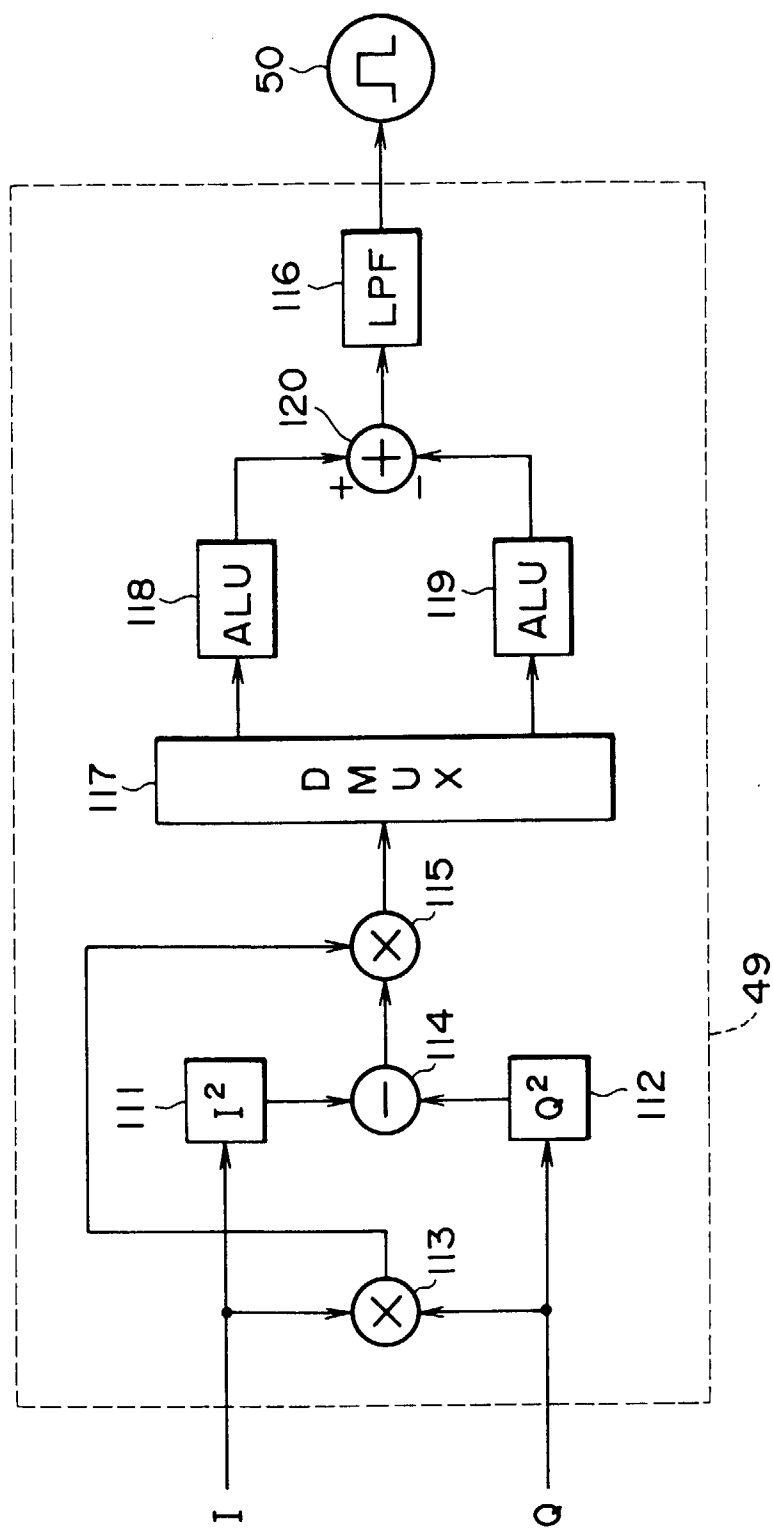 I
Q
113
×
111
I²
112
Q²
114
−
115
×
117
DMUX
118
ALU
119
ALU
120
+
+
−
116
LPF
50
49